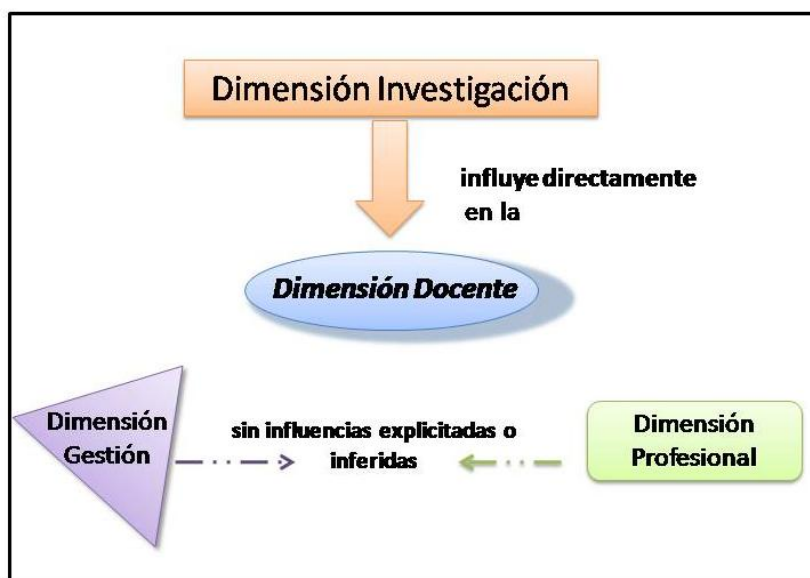 Dimensión Investigación
influye directamente
en la
Dimensión Docente
Dimensión
Gestión
sin influencias explicitadas o
inferidas
Dimensión
Profesional